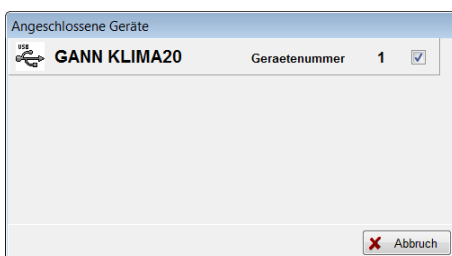 Angeschlossene Geräte
USB
GANN KLIMA20 Geraetenummer 1
Abbruch